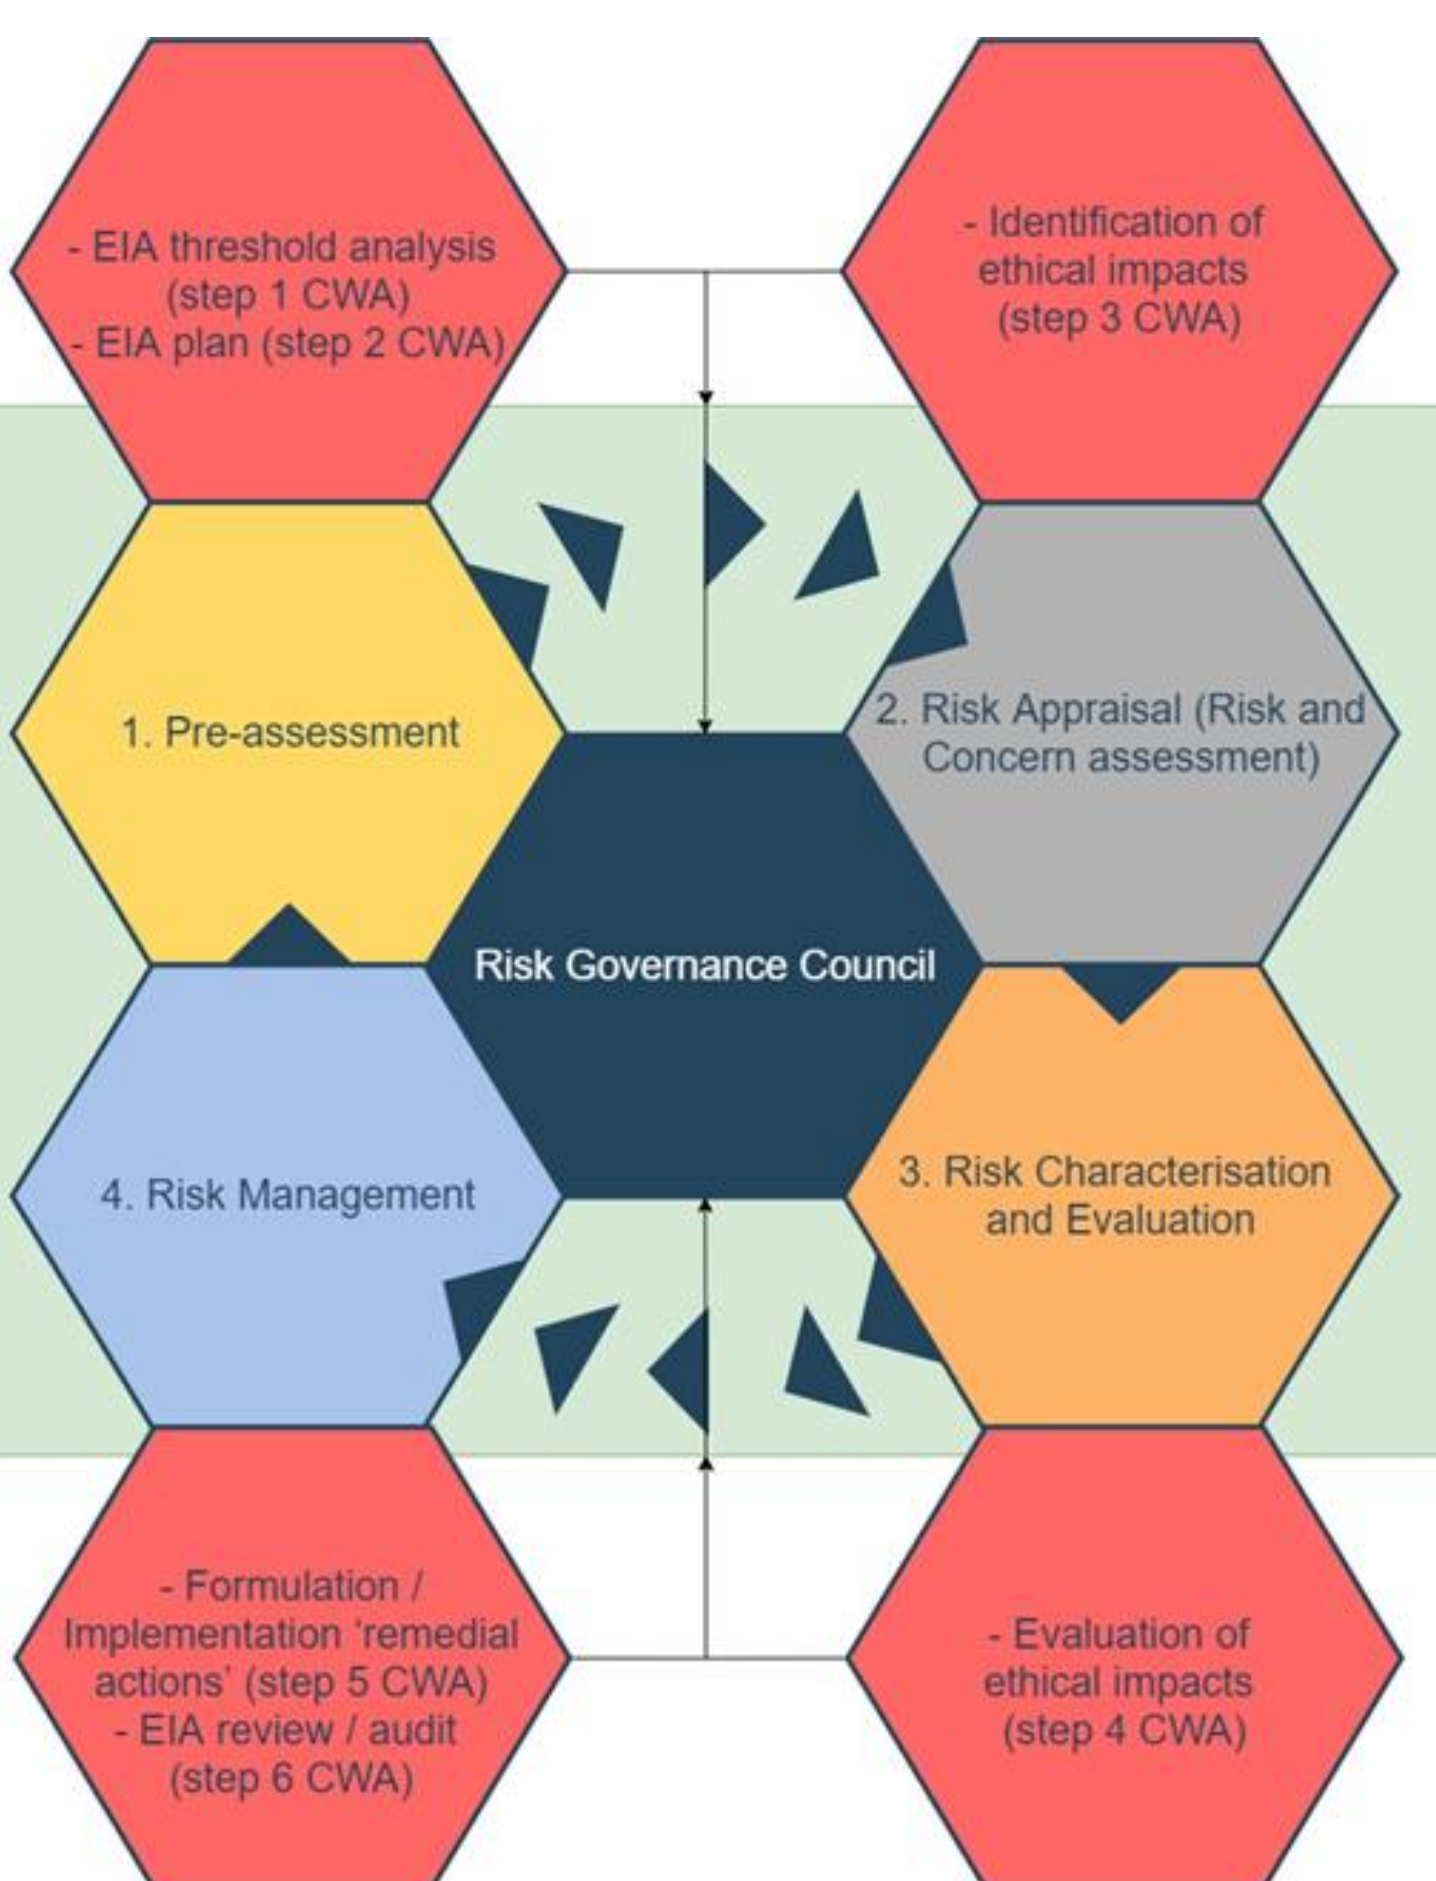 - EIA threshold analysis
(step 1 CWA)
- EIA plan (step 2 CWA)
- Identification of
ethical impacts
(step 3 CWA)
1. Pre-assessment
2. Risk Appraisal (Risk and
Concern assessment)
Risk Governance Council
4. Risk Management
3. Risk Characterisation
and Evaluation
- Formulation /
Implementation ‘remedial
actions’ (step 5 CWA)
- EIA review / audit
(step 6 CWA)
- Evaluation of
ethical impacts
(step 4 CWA)